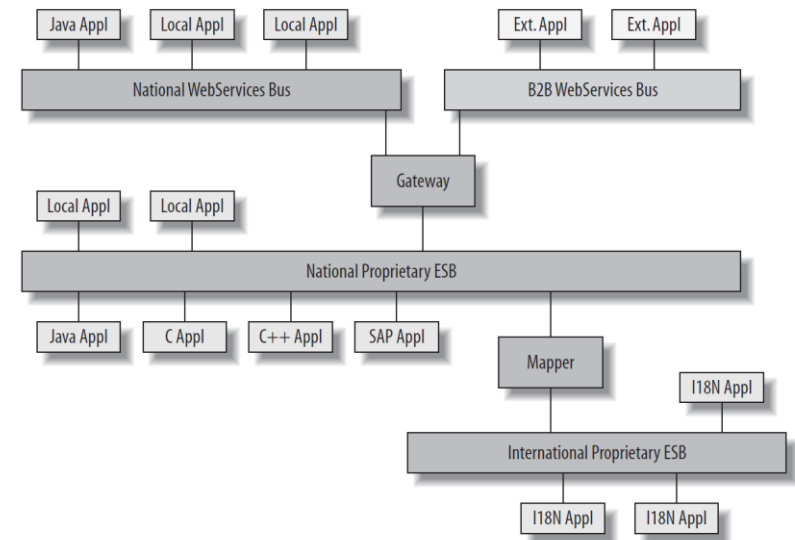 Java Appl
Local Appl
Local Appl
Ext. Appl
Ext. Appl
National WebServices Bus
B2B WebServices Bus
Gateway
Local Appl
Local Appl
National Proprietary ESB
Java Appl
C Appl
C++ Appl
SAP Appl
Mapper
I18N Appl
International Proprietary ESB
I18N Appl
I18N Appl